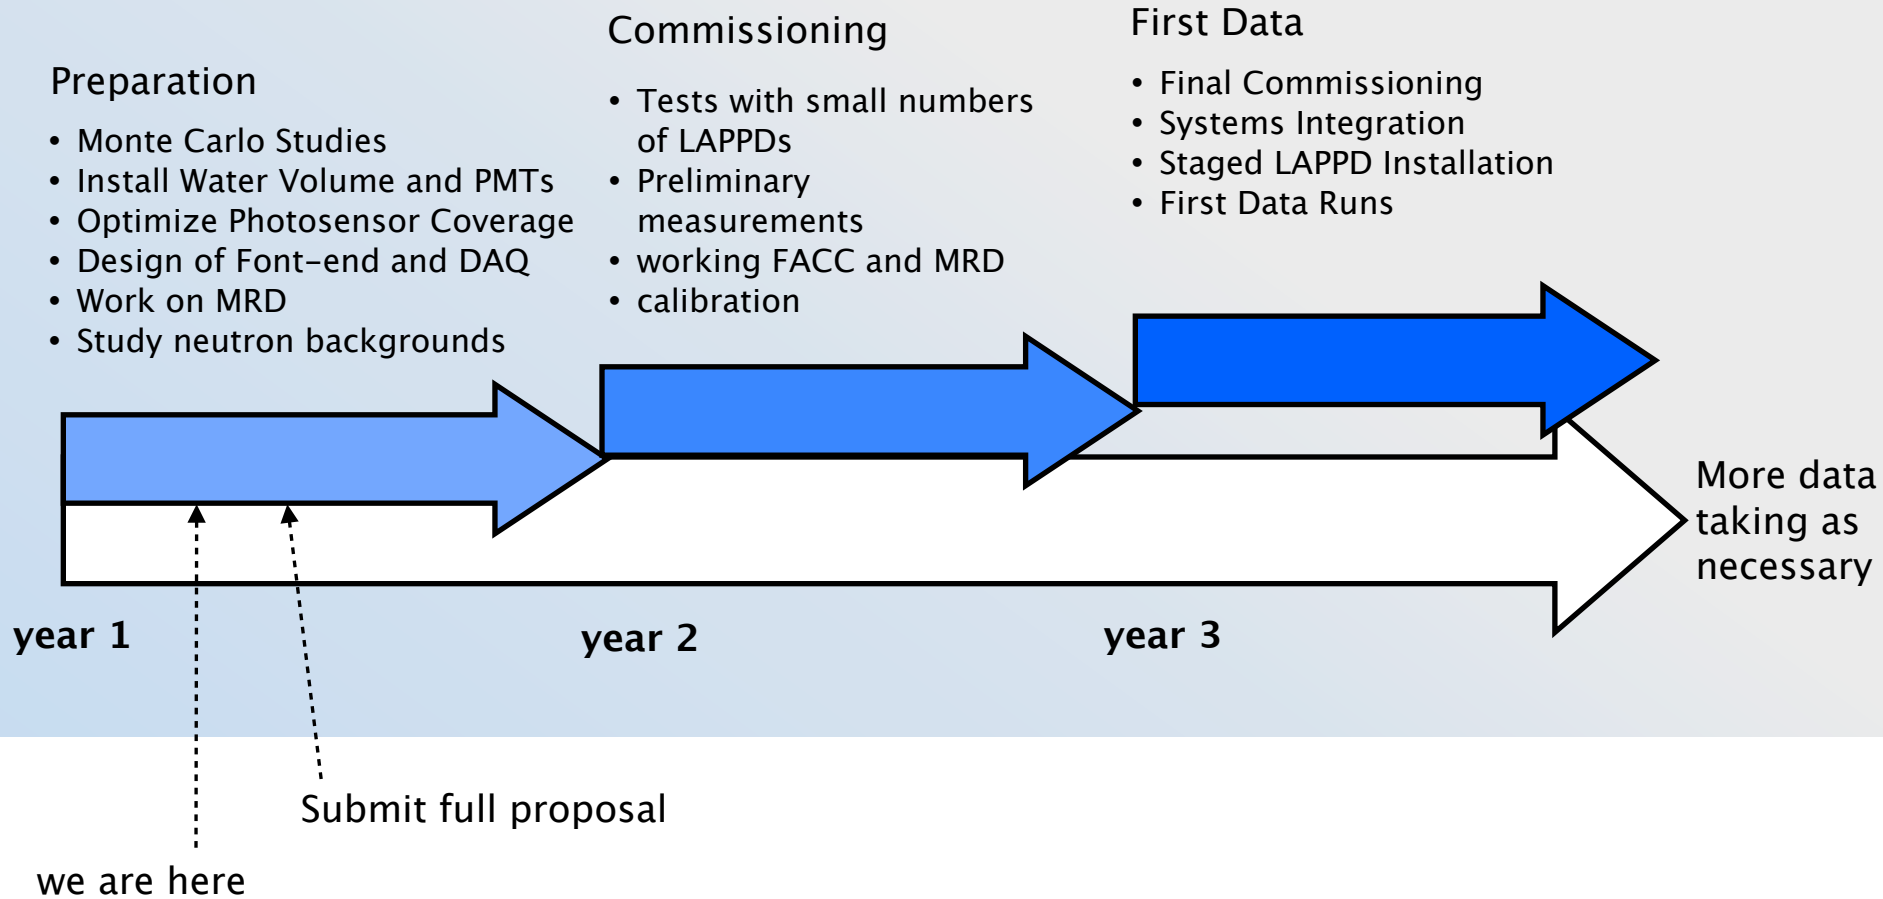 Preparation
• Monte Carlo Studies
• Install Water Volume and PMTs
• Optimize Photosensor Coverage
• Design of Font-end and DAQ
• Work on MRD
• Study neutron backgrounds
Commissioning
• Tests with small numbers
of LAPPDs
• Preliminary
measurements
• working FACC and MRD
• calibration
First Data
• Final Commissioning
• Systems Integration
• Staged LAPPD Installation
• First Data Runs
More data
taking as
necessary
year 1
year 2
year 3
Submit full proposal
we are here